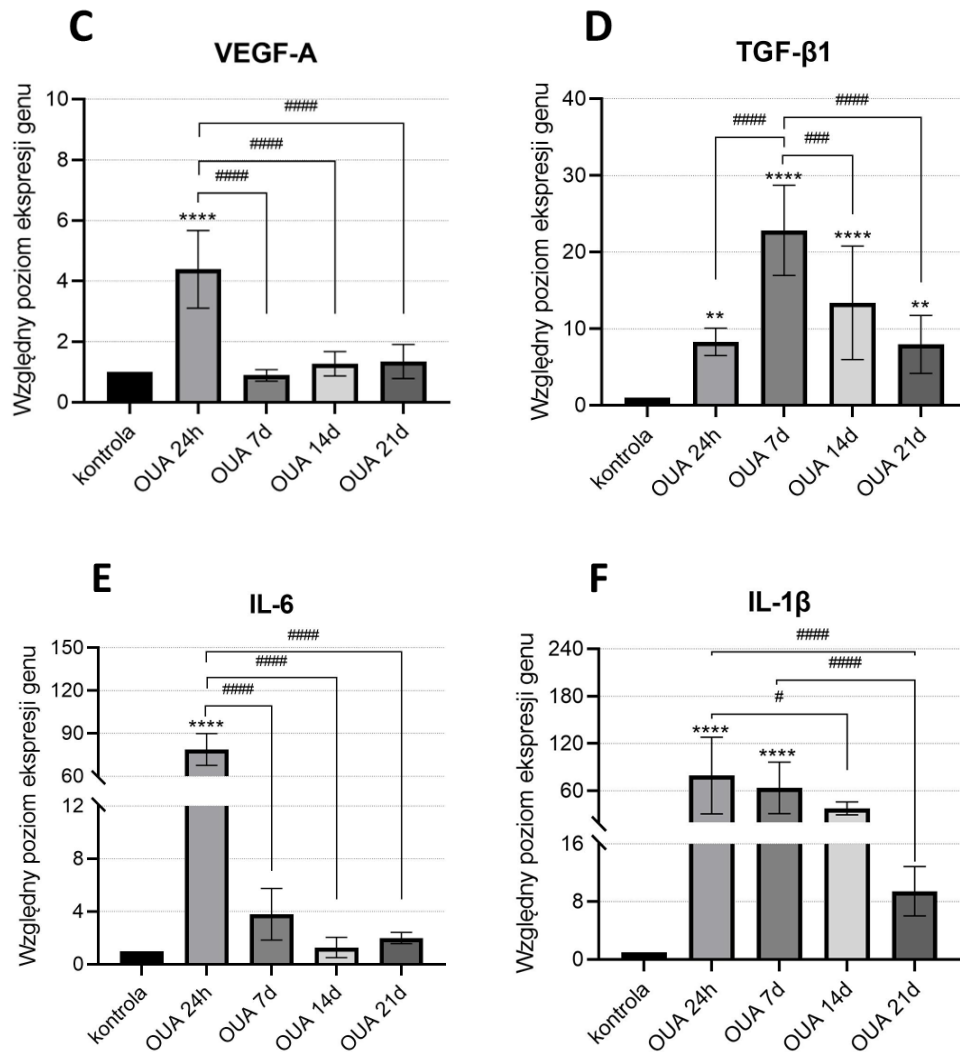 C
VEGF-A
Względny poziom ekspresji genu
10
8
6
4
2
0
####
####
####
****
kontrola
OUA 24h
OUA 7d
OUA 14d
OUA 21d
D
TGF-β1
Względny poziom ekspresji genu
40
30
20
10
0
####
####
###
****
****
**
**
kontrola
OUA 24h
OUA 7d
OUA 14d
OUA 21d
E
IL-6
Względny poziom ekspresji genu
150
120
90
60
12
8
4
0
####
####
####
****
kontrola
OUA 24h
OUA 7d
OUA 14d
OUA 21d
F
IL-1β
Względny poziom ekspresji genu
240
180
120
60
16
8
0
####
####
#
****
****
kontrola
OUA 24h
OUA 7d
OUA 14d
OUA 21d